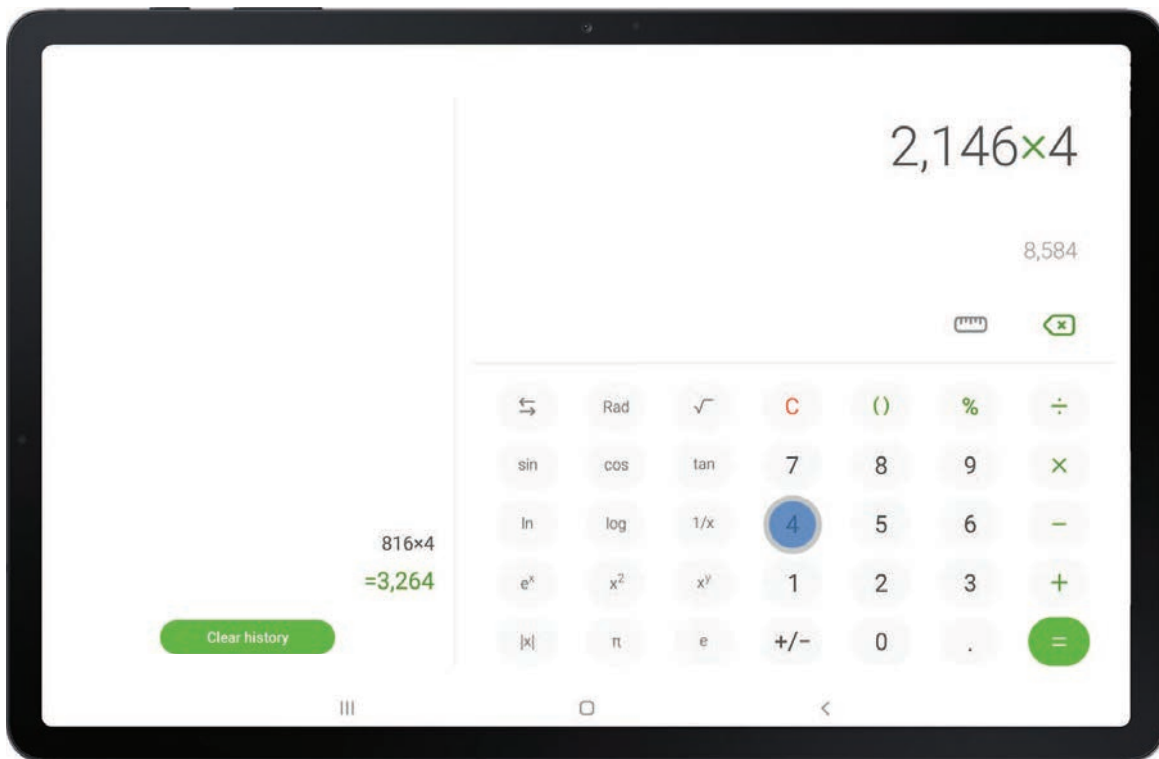 2,146×4
8,584
816×4
=3,264
Clear history
Rad √ C () % ÷
sin cos tan 7 8 9 ×
ln log 1/x 4 5 6 −
eˣ x² xʸ 1 2 3 +
|x| π e +/− 0 . =